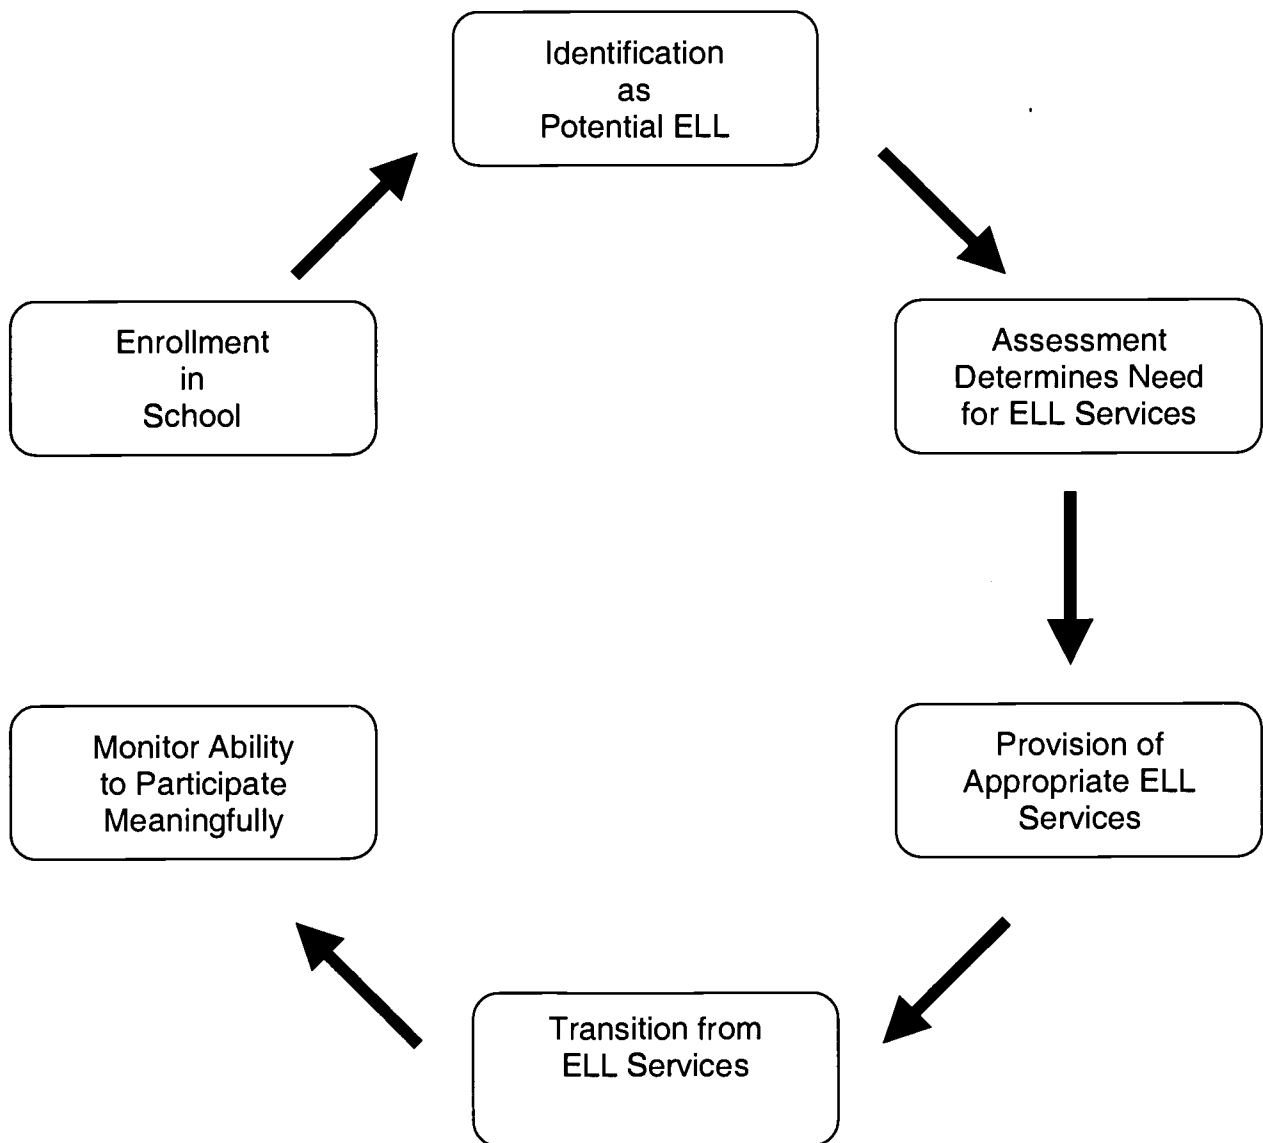 Identification
as
Potential ELL
Enrollment
in
School
Assessment
Determines Need
for ELL Services
Monitor Ability
to Participate
Meaningfully
Provision of
Appropriate ELL
Services
Transition from
ELL Services